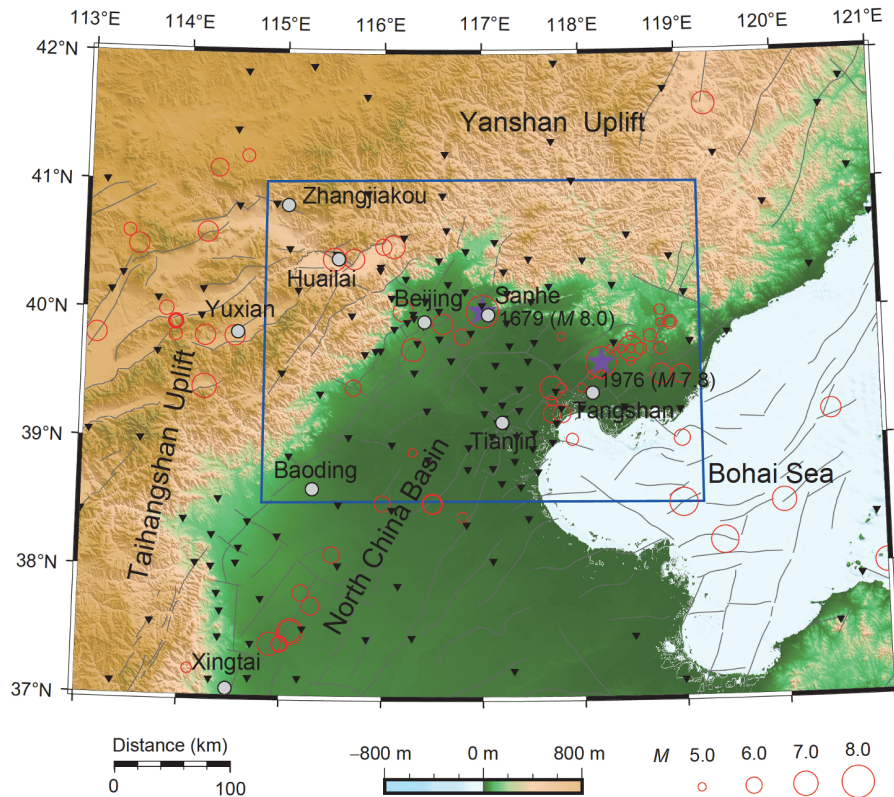 113°E 114°E 115°E 116°E 117°E 118°E 119°E 120°E 121°E
42°N
Yanshan Uplift
41°N
Zhangjiakou
Huailai
40°N
Yuxian
Beijing
Sanhe
1679 (M 8.0)
1976 (M 7.8)
Tangshan
Taihangshan Uplift
39°N
Tianjin
Baoding
Bohai Sea
North China Basin
38°N
Xingtai
37°N
Distance (km)
0 100
–800 m 0 m 800 m
M 5.0 6.0 7.0 8.0